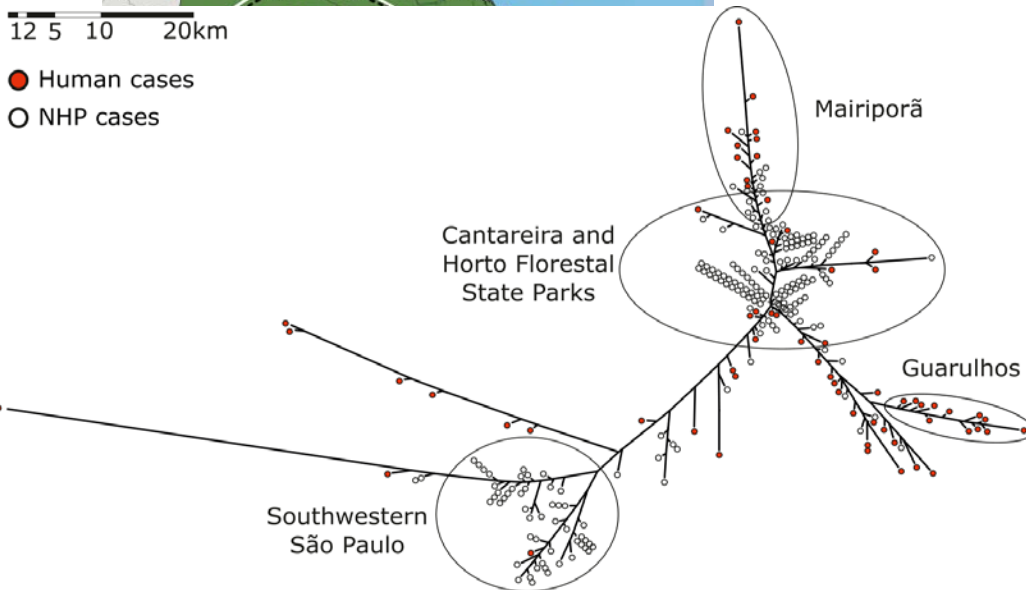 12 5 10 20km
Human cases
NHP cases
Mairiporã
Cantareira and
Horto Florestal
State Parks
Guarulhos
Southwestern
São Paulo